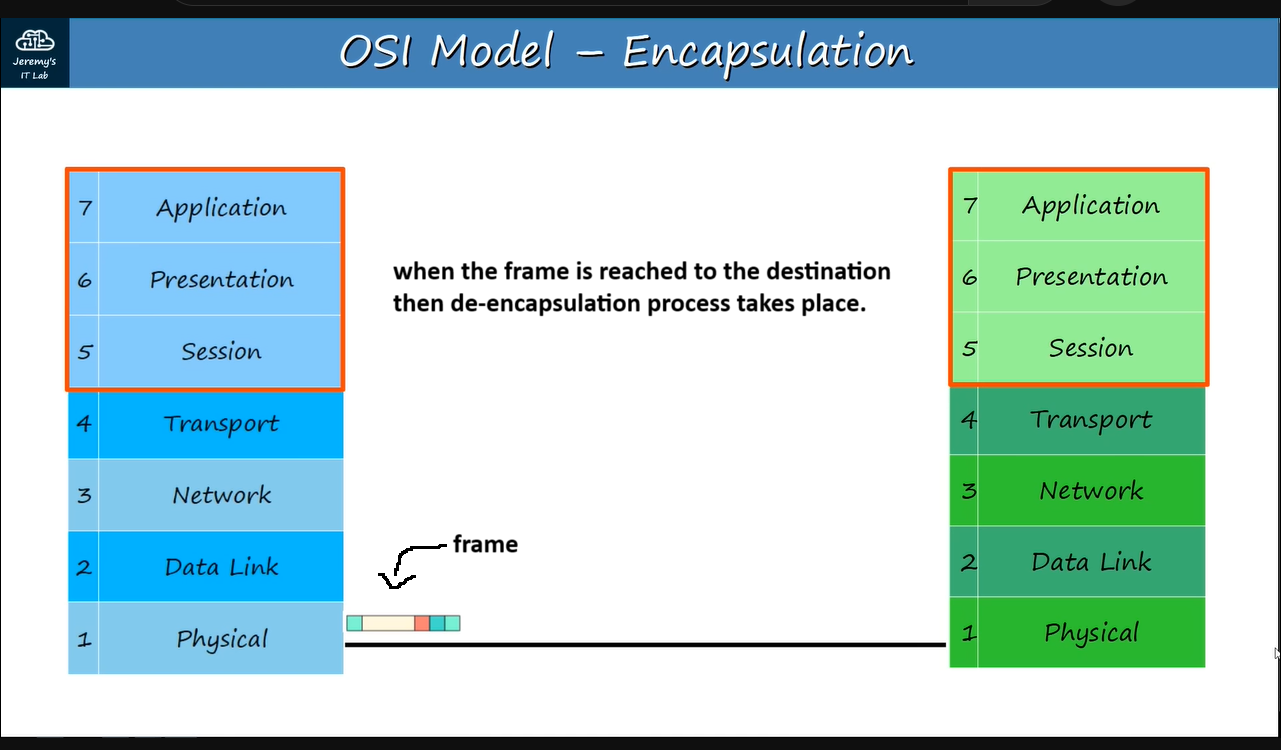 Jeremy's
IT Lab
OSI Model – Encapsulation
7 Application
6 Presentation
5 Session
4 Transport
3 Network
2 Data Link
1 Physical
when the frame is reached to the destination
then de-encapsulation process takes place.
frame
7 Application
6 Presentation
5 Session
4 Transport
3 Network
2 Data Link
1 Physical